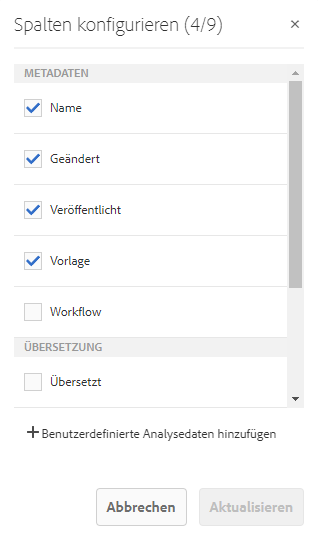 Spalten konfigurieren (4/9)
METADATEN
Name
Geändert
Veröffentlicht
Vorlage
Workflow
ÜBERSETZUNG
Übersetzt
Benutzerdefinierte Analysedaten hinzufügen
Abbrechen Aktualisieren